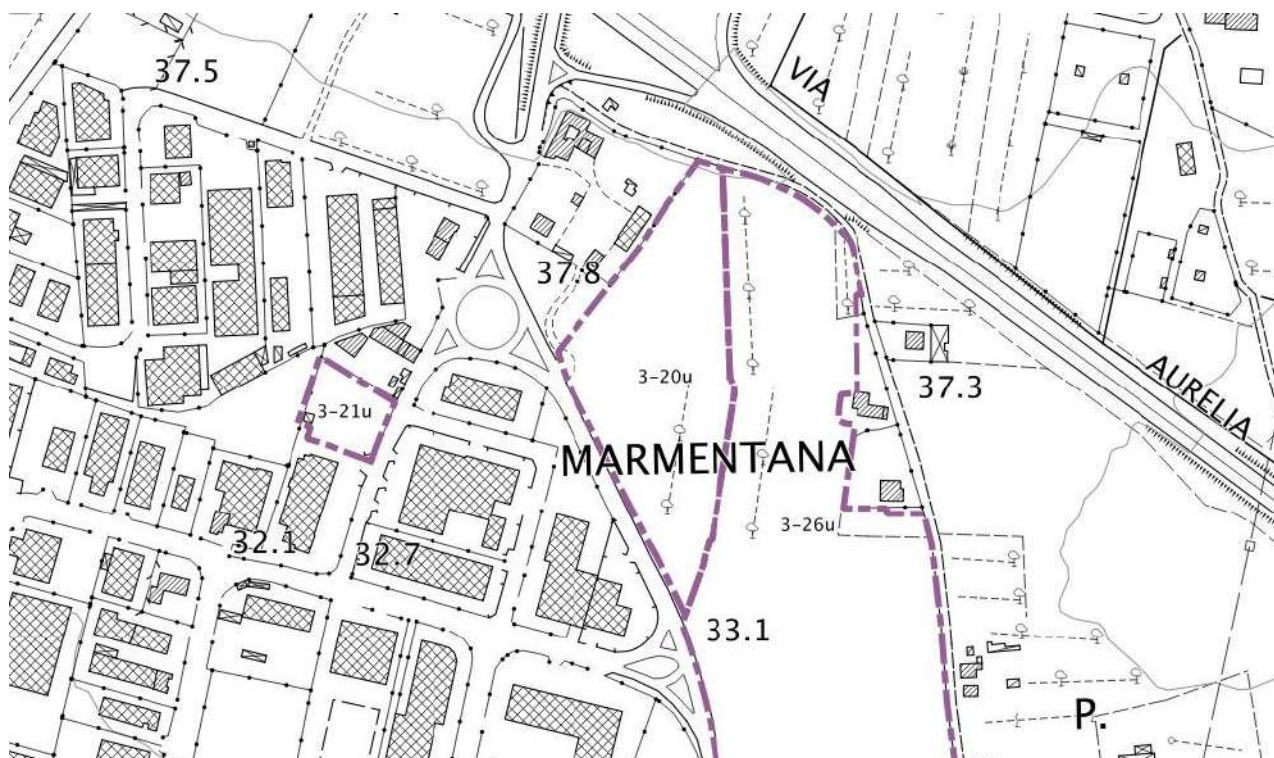 37.5
VIA
37.8
3-20u
37.3
AURELIA
3-21u
MARMENTANA
3-26u
32.1
32.7
33.1
P.